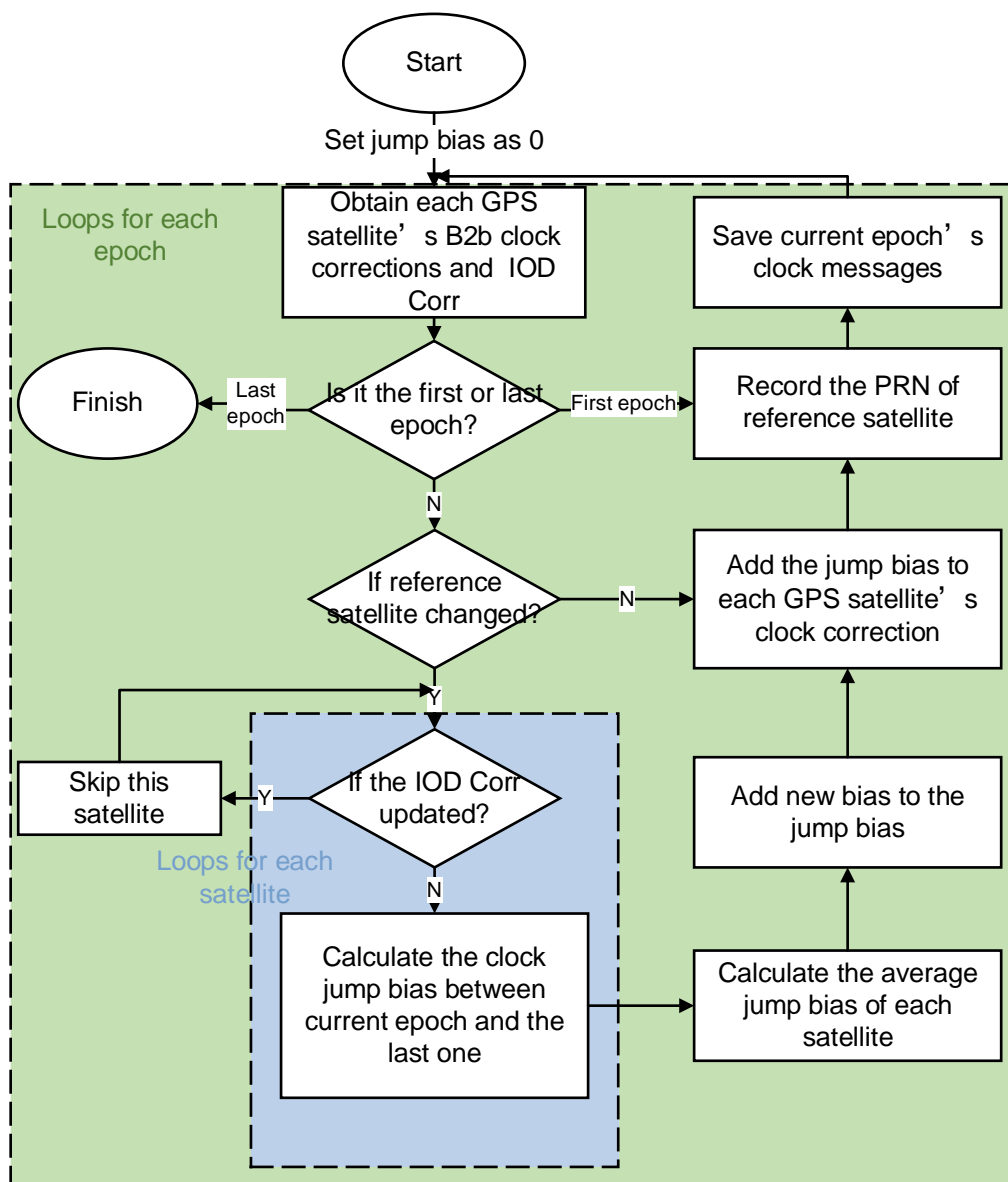 Start
Set jump bias as 0
Loops for each
epoch
Obtain each GPS
satellite’ s B2b clock
corrections and  IOD
Corr
Save current epoch’ s
clock messages
Finish
Last
epoch
Is it the first or last
epoch?
First epoch
Record the PRN of
reference satellite
N
If reference
satellite changed?
N
Add the jump bias to
each GPS satellite’ s
clock correction
Y
Skip this
satellite
Y
If the IOD Corr
updated?
Add new bias to the
jump bias
Loops for each
satellite
N
Calculate the clock
jump bias between
current epoch and the
last one
Calculate the average
jump bias of each
satellite